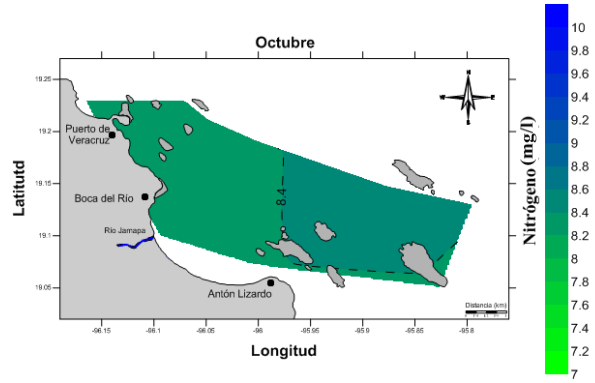 Octubre
N
W
E
S
19.25
19.2
19.15
19.1
19.05
Latitutd
Puerto de
Veracruz
Boca del Río
Río Jamapa
Antón Lizardo
8.4
Distancia (km)
-96.15
-96.1
-96.05
-96
-95.95
-95.9
-95.85
-95.8
Longitud
Nitrógeno (mg/l)
10
9.8
9.6
9.4
9.2
9
8.8
8.6
8.4
8.2
8
7.8
7.6
7.4
7.2
7